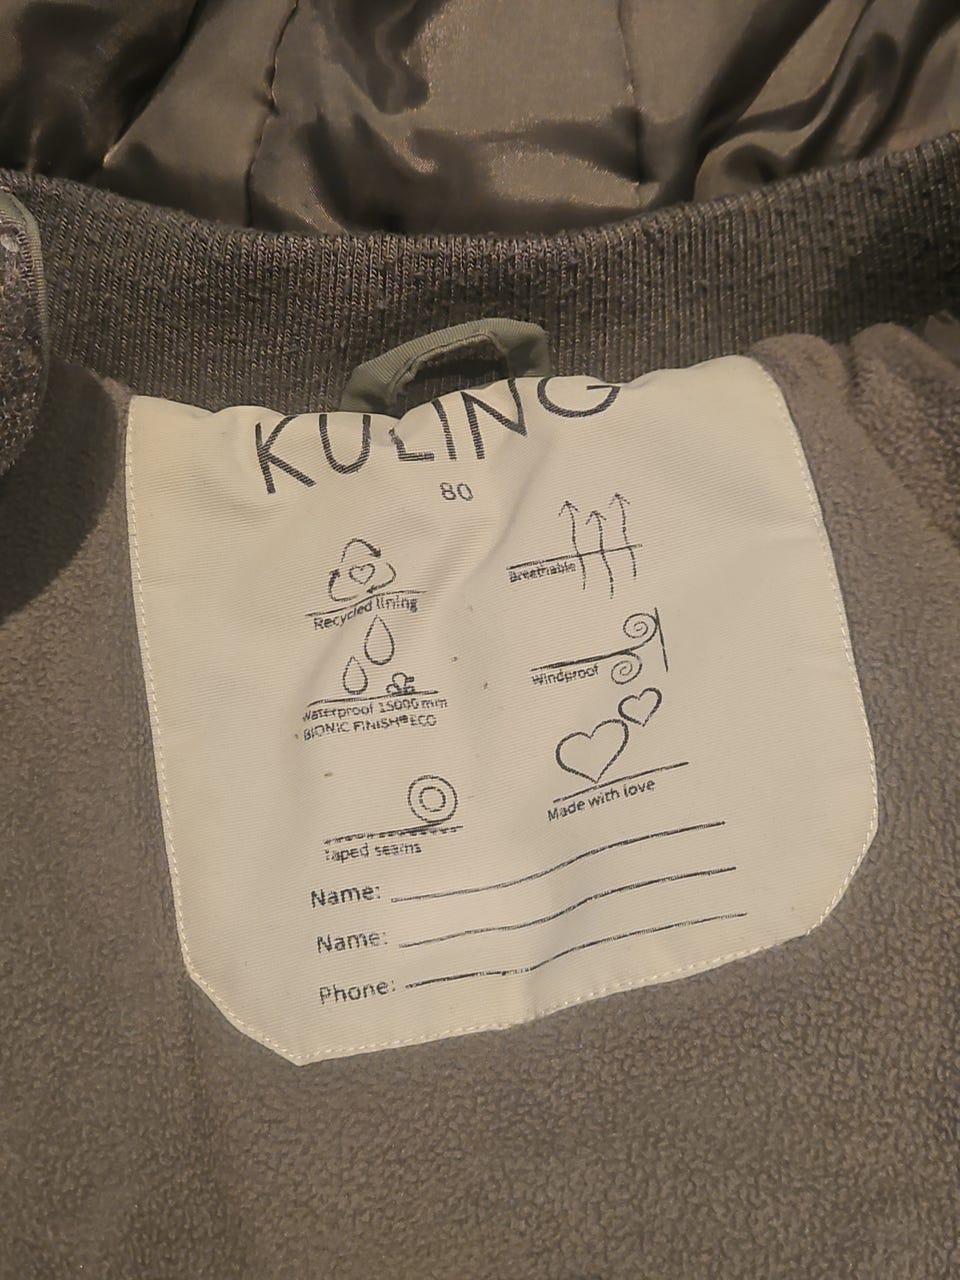 KULING
80
Recycled lining
Breathable
Waterproof 15000 mm
BIONIC FINISH® ECO
Windproof
Taped seams
Made with love
Name:
Name:
Phone: